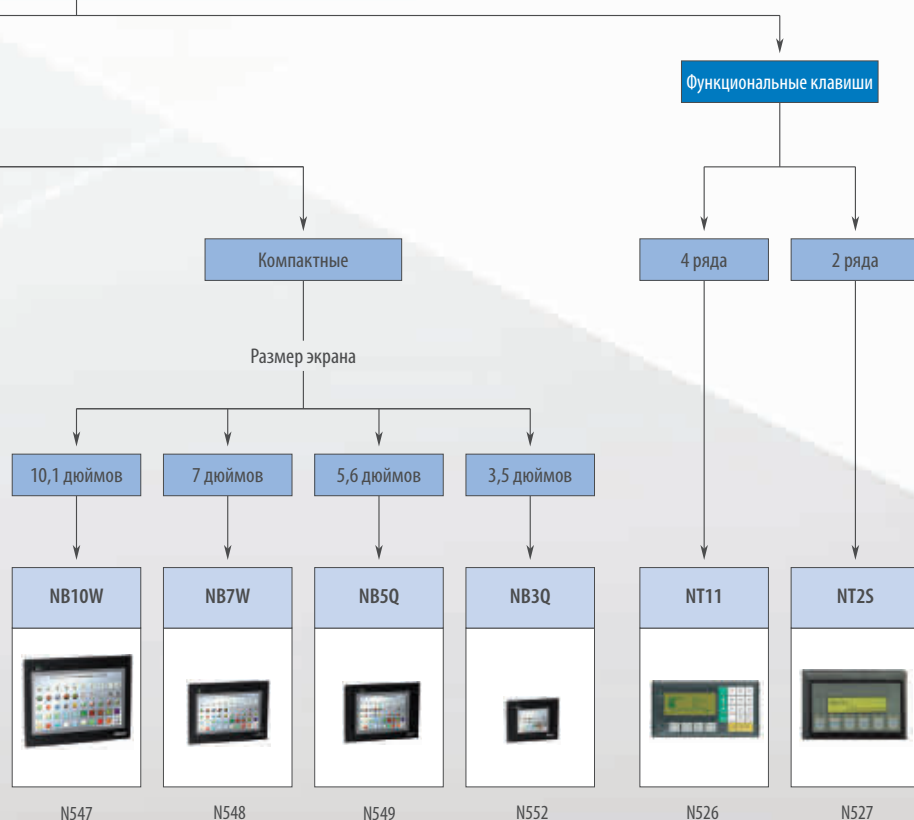 Функциональные клавиши
Компактные
4 ряда
2 ряда
Размер экрана
10,1 дюймов
7 дюймов
5,6 дюймов
3,5 дюймов
NB10W
NB7W
NB5Q
NB3Q
NT11
NT2S
N547
N548
N549
N552
N526
N527